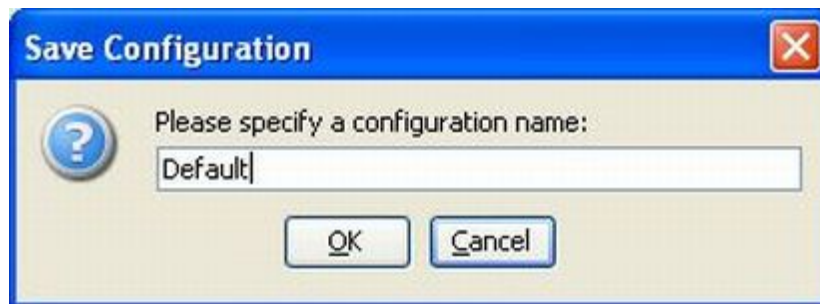 Save Configuration
Please specify a configuration name:
Default
OK Cancel